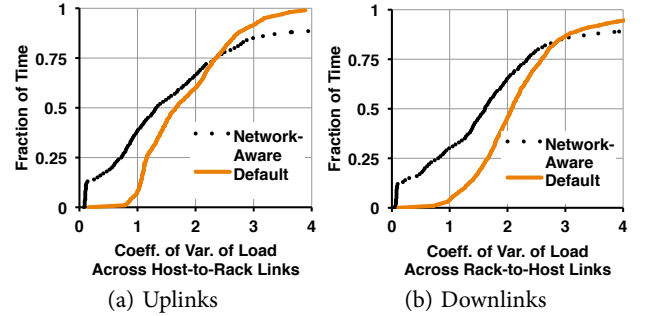 1
0.75
0.5
0.25
0
Fraction of Time
Network-
Aware
Default
0 1 2 3 4
Coeff. of Var. of Load
Across Host-to-Rack Links
(a) Uplinks
1
0.75
0.5
0.25
0
Fraction of Time
Network-
Aware
Default
0 1 2 3 4
Coeff. of Var. of Load
Across Rack-to-Host Links
(b) Downlinks